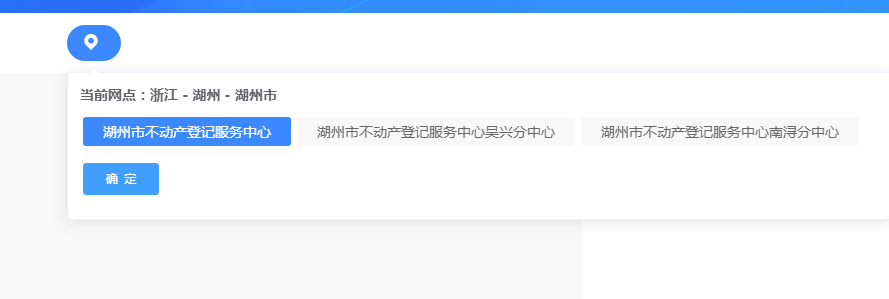 当前网点：浙江 - 湖州 - 湖州市
湖州市不动产登记服务中心 湖州市不动产登记服务中心吴兴分中心 湖州市不动产登记服务中心南浔分中心
确 定